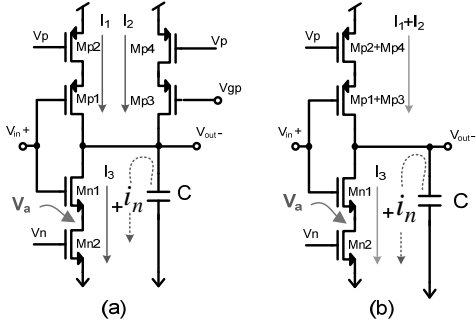 I1 I2
Vp Mp2 Mp4 Vp
Mp1 Mp3 Vgp
Vin+ Vout-
I3
Mn1 +in C
Va
Vn Mn2
(a)
I1+I2
Vp Mp2+Mp4
Mp1+Mp3
Vin+ Vout-
I3
Mn1 +in C
Va
Vn Mn2
(b)